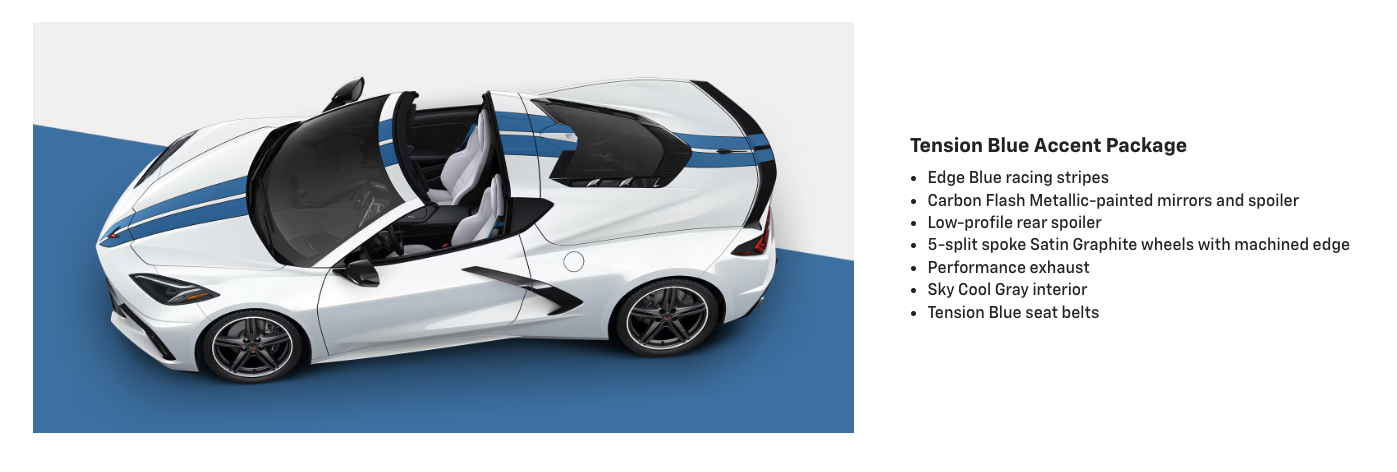 Tension Blue Accent Package
• Edge Blue racing stripes
• Carbon Flash Metallic-painted mirrors and spoiler
• Low-profile rear spoiler
• 5-split spoke Satin Graphite wheels with machined edge
• Performance exhaust
• Sky Cool Gray interior
• Tension Blue seat belts